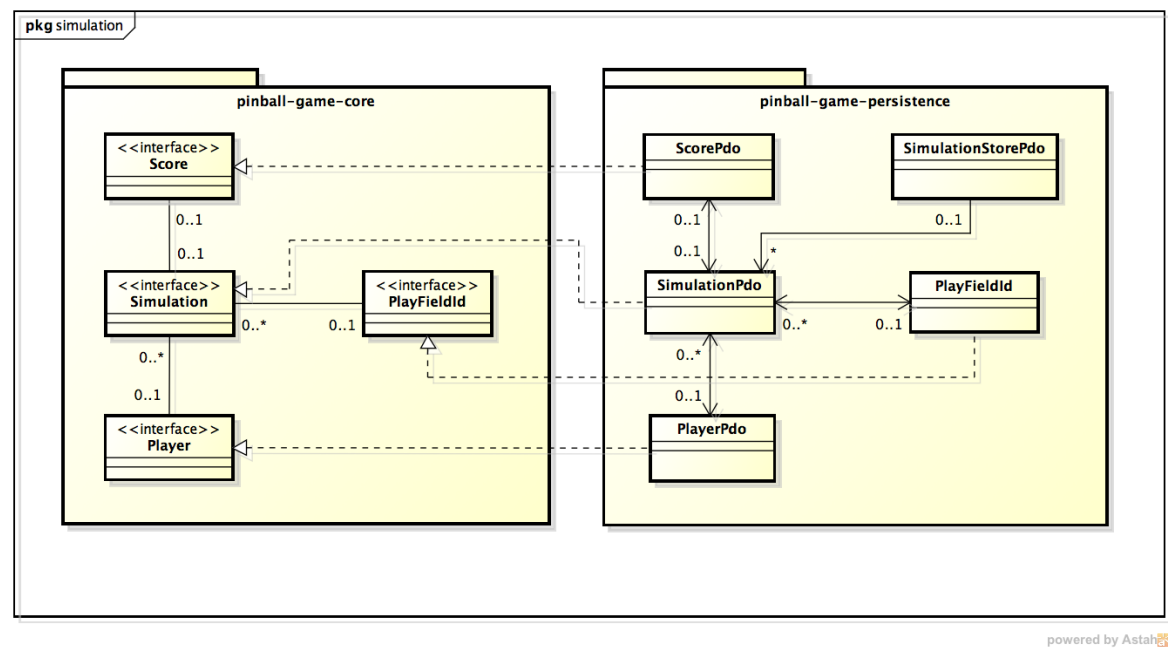 pkg simulation
pinball-game-core
<<interface>>
Score
0..1
0..1
<<interface>>
Simulation
<<interface>>
PlayFieldId
0..*
0..1
0..*
0..1
<<interface>>
Player
pinball-game-persistence
ScorePdo
SimulationStorePdo
0..1
0..1
0..1
*
SimulationPdo
PlayFieldId
0..*
0..1
0..*
0..1
PlayerPdo
powered by Astah